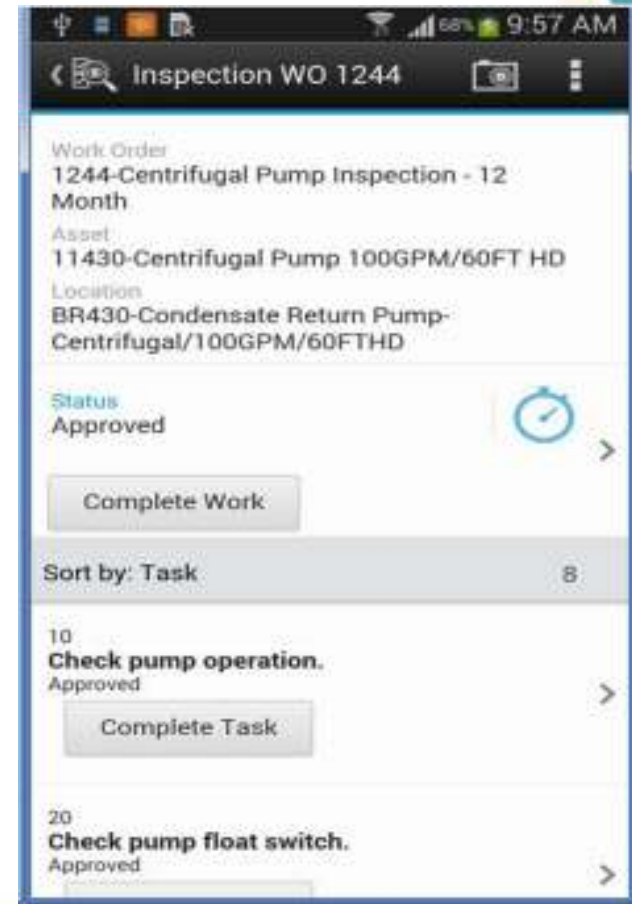 68% 9:57 AM
Inspection WO 1244
Work Order
1244-Centrifugal Pump Inspection - 12
Month
Asset
11430-Centrifugal Pump 100GPM/60FT HD
Location
BR430-Condensate Return Pump-
Centrifugal/100GPM/60FTHD
Status
Approved
Complete Work
Sort by: Task 8
10
Check pump operation.
Approved
Complete Task
20
Check pump float switch.
Approved